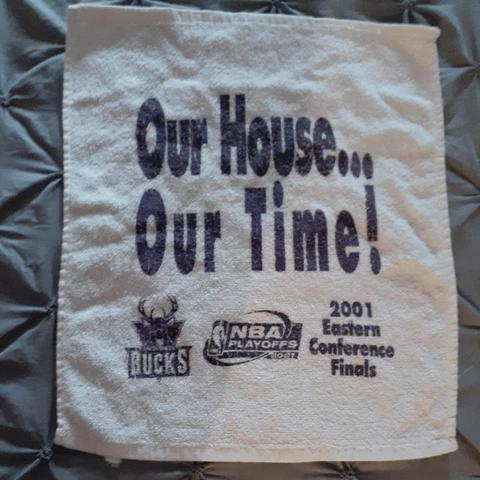 Our House...
Our Time!
BUCKS
NBA
PLAYOFFS
2001
2001
Eastern
Conference
Finals